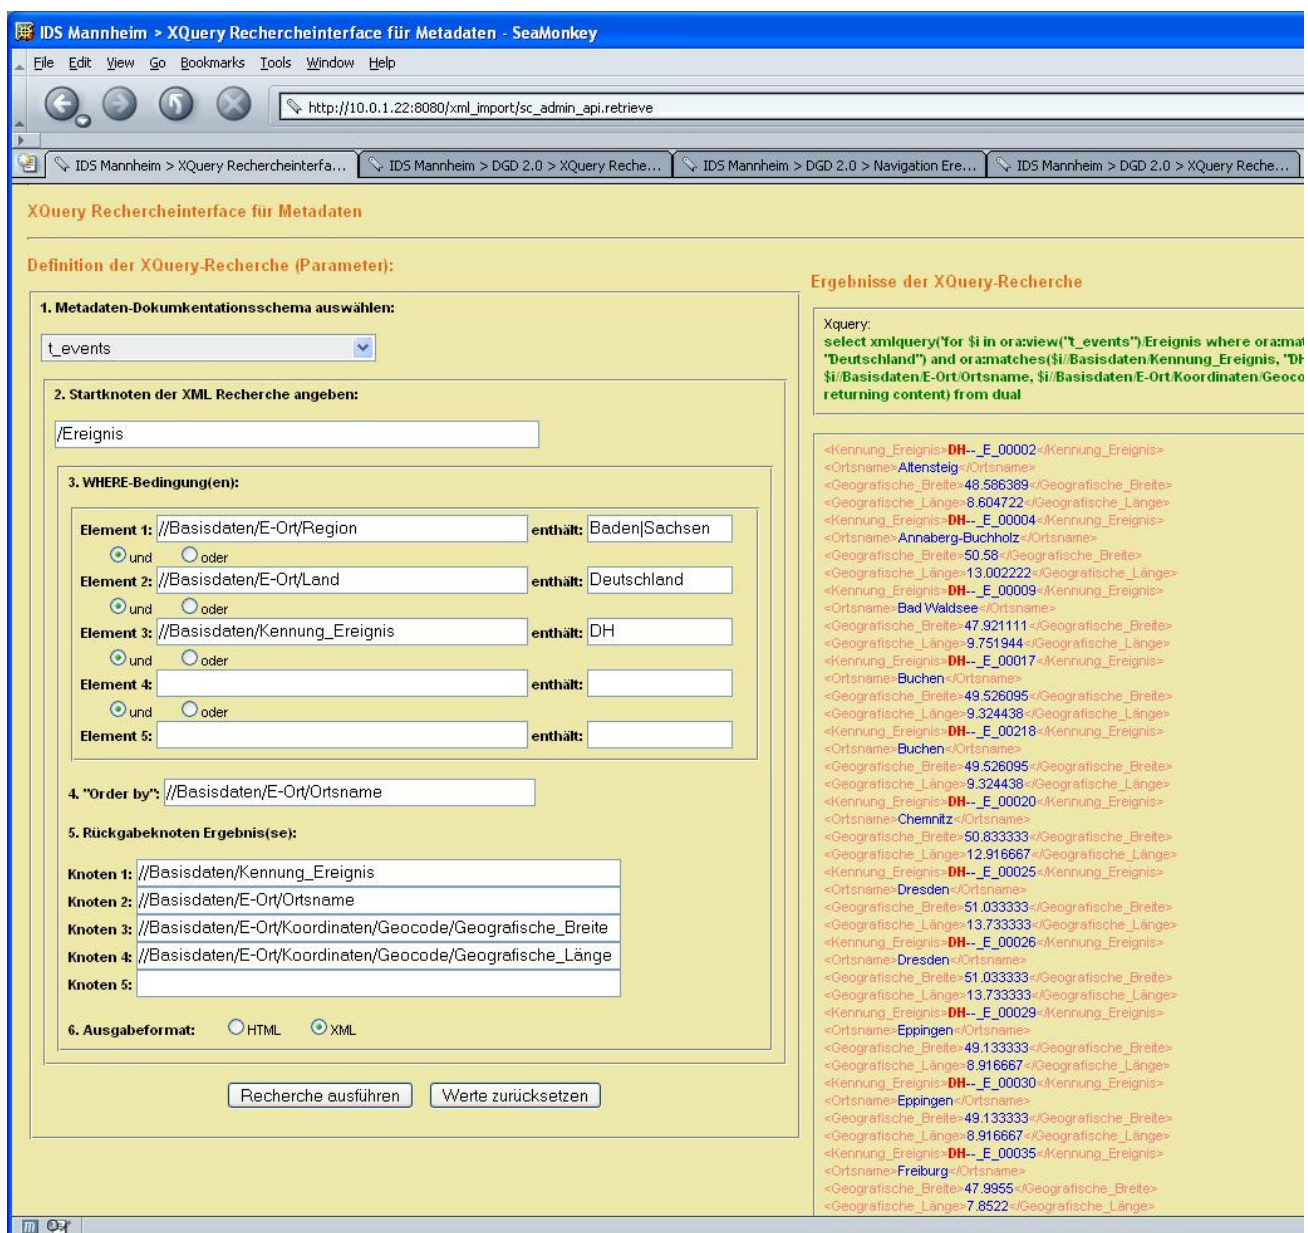 IDS Mannheim > XQuery Rechercheinterface für Metadaten - SeaMonkey
File Edit View Go Bookmarks Tools Window Help
http://10.0.1.22:8080/xml_import/sc_admin_api.retrieve
IDS Mannheim > XQuery Rechercheinterfa... IDS Mannheim > DGD 2.0 > XQuery Reche... IDS Mannheim > DGD 2.0 > Navigation Ere... IDS Mannheim > DGD 2.0 > XQuery Reche...
XQuery Rechercheinterface für Metadaten
Definition der XQuery-Recherche (Parameter):
1. Metadaten-Dokumkentationsschema auswählen:
t_events
2. Startknoten der XML Recherche angeben:
/Ereignis
3. WHERE-Bedingung(en):
Element 1: //Basisdaten/E-Ort/Region enthält: Baden|Sachsen
und oder
Element 2: //Basisdaten/E-Ort/Land enthält: Deutschland
und oder
Element 3: //Basisdaten/Kennung_Ereignis enthält: DH
und oder
Element 4: enthält:
und oder
Element 5: enthält:
4. "Order by": //Basisdaten/E-Ort/Ortsname
5. Rückgabeknoten Ergebnis(se):
Knoten 1: //Basisdaten/Kennung_Ereignis
Knoten 2: //Basisdaten/E-Ort/Ortsname
Knoten 3: //Basisdaten/E-Ort/Koordinaten/Geocode/Geografische_Breite
Knoten 4: //Basisdaten/E-Ort/Koordinaten/Geocode/Geografische_Länge
Knoten 5:
6. Ausgabeformat: HTML XML
Recherche ausführen Werte zurücksetzen
Ergebnisse der XQuery-Recherche
Xquery:
select xmlquery('for $i in ora:view("t_events")/Ereignis where ora:mat
"Deutschland") and ora:matches($i//Basisdaten/Kennung_Ereignis, "DH
$i//Basisdaten/E-Ort/Ortsname, $i//Basisdaten/E-Ort/Koordinaten/Geoco
returning content) from dual
<Kennung_Ereignis>DH--_E_00002</Kennung_Ereignis>
<Ortsname>Altensteig</Ortsname>
<Geografische_Breite>48.586389</Geografische_Breite>
<Geografische_Länge>8.604722</Geografische_Länge>
<Kennung_Ereignis>DH--_E_00004</Kennung_Ereignis>
<Ortsname>Annaberg-Buchholz</Ortsname>
<Geografische_Breite>50.58</Geografische_Breite>
<Geografische_Länge>13.002222</Geografische_Länge>
<Kennung_Ereignis>DH--_E_00009</Kennung_Ereignis>
<Ortsname>Bad Waldsee</Ortsname>
<Geografische_Breite>47.921111</Geografische_Breite>
<Geografische_Länge>9.751944</Geografische_Länge>
<Kennung_Ereignis>DH--_E_00017</Kennung_Ereignis>
<Ortsname>Buchen</Ortsname>
<Geografische_Breite>49.526095</Geografische_Breite>
<Geografische_Länge>9.324438</Geografische_Länge>
<Kennung_Ereignis>DH--_E_00218</Kennung_Ereignis>
<Ortsname>Buchen</Ortsname>
<Geografische_Breite>49.526095</Geografische_Breite>
<Geografische_Länge>9.324438</Geografische_Länge>
<Kennung_Ereignis>DH--_E_00020</Kennung_Ereignis>
<Ortsname>Chemnitz</Ortsname>
<Geografische_Breite>50.833333</Geografische_Breite>
<Geografische_Länge>12.916667</Geografische_Länge>
<Kennung_Ereignis>DH--_E_00025</Kennung_Ereignis>
<Ortsname>Dresden</Ortsname>
<Geografische_Breite>51.033333</Geografische_Breite>
<Geografische_Länge>13.733333</Geografische_Länge>
<Kennung_Ereignis>DH--_E_00026</Kennung_Ereignis>
<Ortsname>Dresden</Ortsname>
<Geografische_Breite>51.033333</Geografische_Breite>
<Geografische_Länge>13.733333</Geografische_Länge>
<Kennung_Ereignis>DH--_E_00029</Kennung_Ereignis>
<Ortsname>Eppingen</Ortsname>
<Geografische_Breite>49.133333</Geografische_Breite>
<Geografische_Länge>8.916667</Geografische_Länge>
<Kennung_Ereignis>DH--_E_00030</Kennung_Ereignis>
<Ortsname>Eppingen</Ortsname>
<Geografische_Breite>49.133333</Geografische_Breite>
<Geografische_Länge>8.916667</Geografische_Länge>
<Kennung_Ereignis>DH--_E_00035</Kennung_Ereignis>
<Ortsname>Freiburg</Ortsname>
<Geografische_Breite>47.9955</Geografische_Breite>
<Geografische_Länge>7.8522</Geografische_Länge>